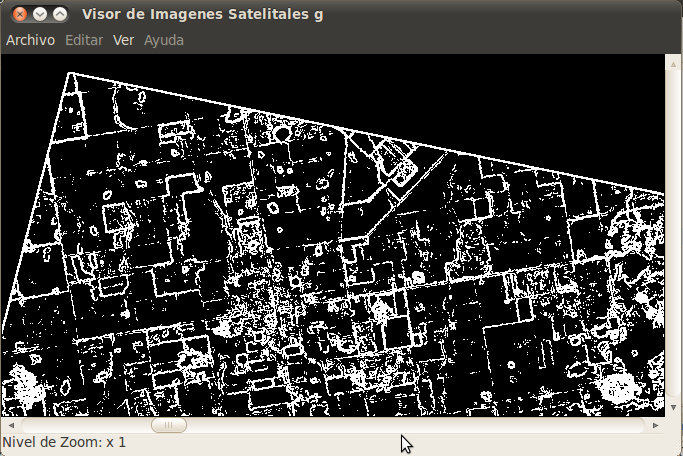 Visor de Imagenes Satelitales g
Archivo Editar Ver Ayuda
Nivel de Zoom: x 1